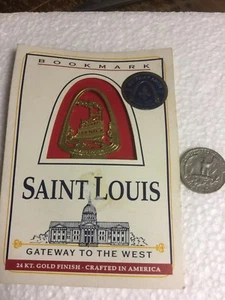 BOOKMARK
SAINT LOUIS
GATEWAY TO THE WEST
24 KT. GOLD FINISH · CRAFTED IN AMERICA